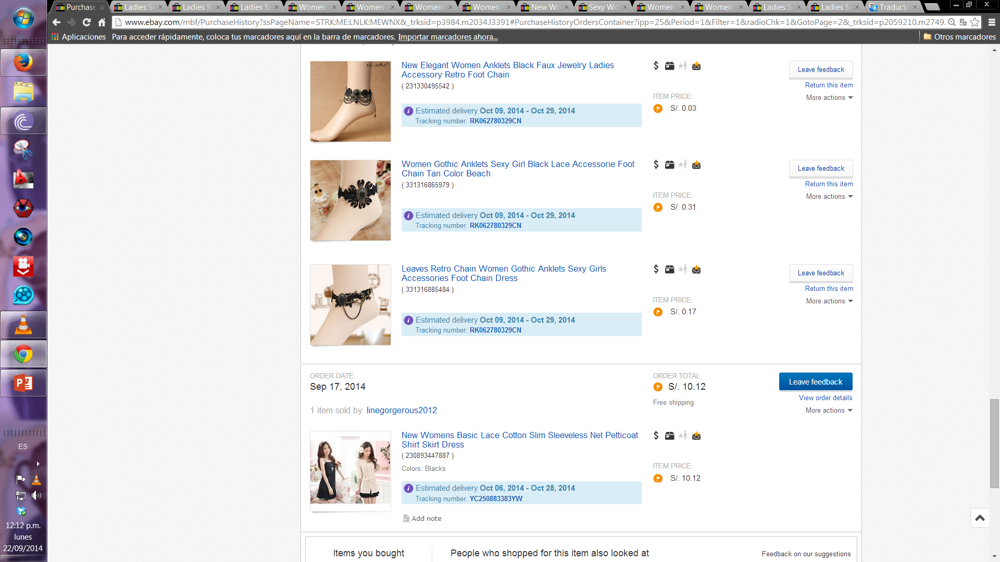 Purchase
Ladies S
Ladies S
Ladies S
Women
Women
Womens
Women
New Wo
Sexy Wo
Women
Women
Ladies S
Ladies S
Traducto
www.ebay.com/mbf/PurchaseHistory?ssPageName=STRK:ME:LNLK:MEWNX&_trksid=p3984.m2034.l3391#PurchaseHistoryOrdersContainer?ipp=25&Period=1&Filter=1&radioChk=1&GotoPage=2&_trksid=p2059210.m2749.
Aplicaciones Para acceder rápidamente, coloca tus marcadores aquí en la barra de marcadores. Importar marcadores ahora... Otros marcadores
New Elegant Women Anklets Black Faux Jewelry Ladies
Accessory Retro Foot Chain
( 231330495542 )
Estimated delivery Oct 09, 2014 - Oct 29, 2014
Tracking number: RK062780329CN
ITEM PRICE:
S/. 0.03
Leave feedback
Return this item
More actions
Women Gothic Anklets Sexy Girl Black Lace Accessorie Foot
Chain Tan Color Beach
( 331316865979 )
Estimated delivery Oct 09, 2014 - Oct 29, 2014
Tracking number: RK062780329CN
ITEM PRICE:
S/. 0.31
Leave feedback
Return this item
More actions
Leaves Retro Chain Women Gothic Anklets Sexy Girls
Accessories Foot Chain Dress
( 331316885484 )
Estimated delivery Oct 09, 2014 - Oct 29, 2014
Tracking number: RK062780329CN
ITEM PRICE:
S/. 0.17
Leave feedback
Return this item
More actions
ORDER DATE
Sep 17, 2014
ORDER TOTAL
S/. 10.12
Free shipping
Leave feedback
View order details
More actions
1 item sold by linegorgerous2012
New Womens Basic Lace Cotton Slim Sleeveless Net Petticoat
Shirt Skirt Dress
( 230893447887 )
Colors: Blacks
Estimated delivery Oct 06, 2014 - Oct 28, 2014
Tracking number: YC250883383YW
ITEM PRICE:
S/. 10.12
Add note
Items you bought
People who shopped for this item also looked at
Feedback on our suggestions
ES
12:12 p.m.
lunes
22/09/2014